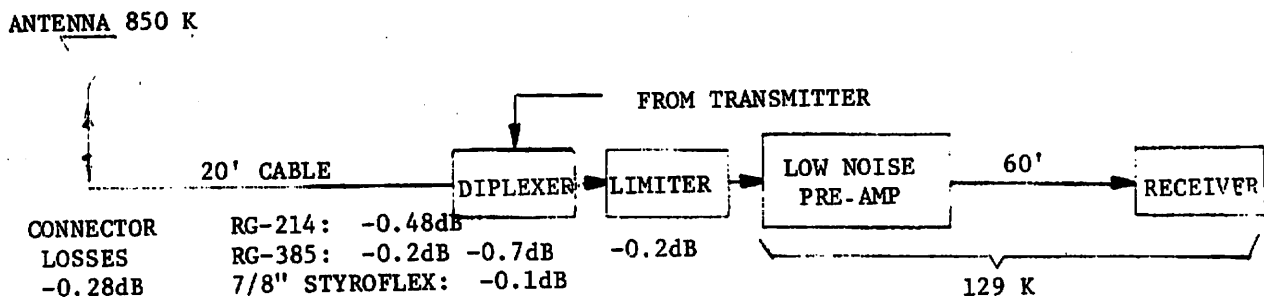 ANTENNA 850 K
FROM TRANSMITTER
20' CABLE
DIPLEXER
LIMITER
LOW NOISE
PRE-AMP
60'
RECEIVER
CONNECTOR
LOSSES
-0.28dB
RG-214: -0.48dB
RG-385: -0.2dB
7/8" STYROFLEX: -0.1dB
-0.7dB
-0.2dB
129 K